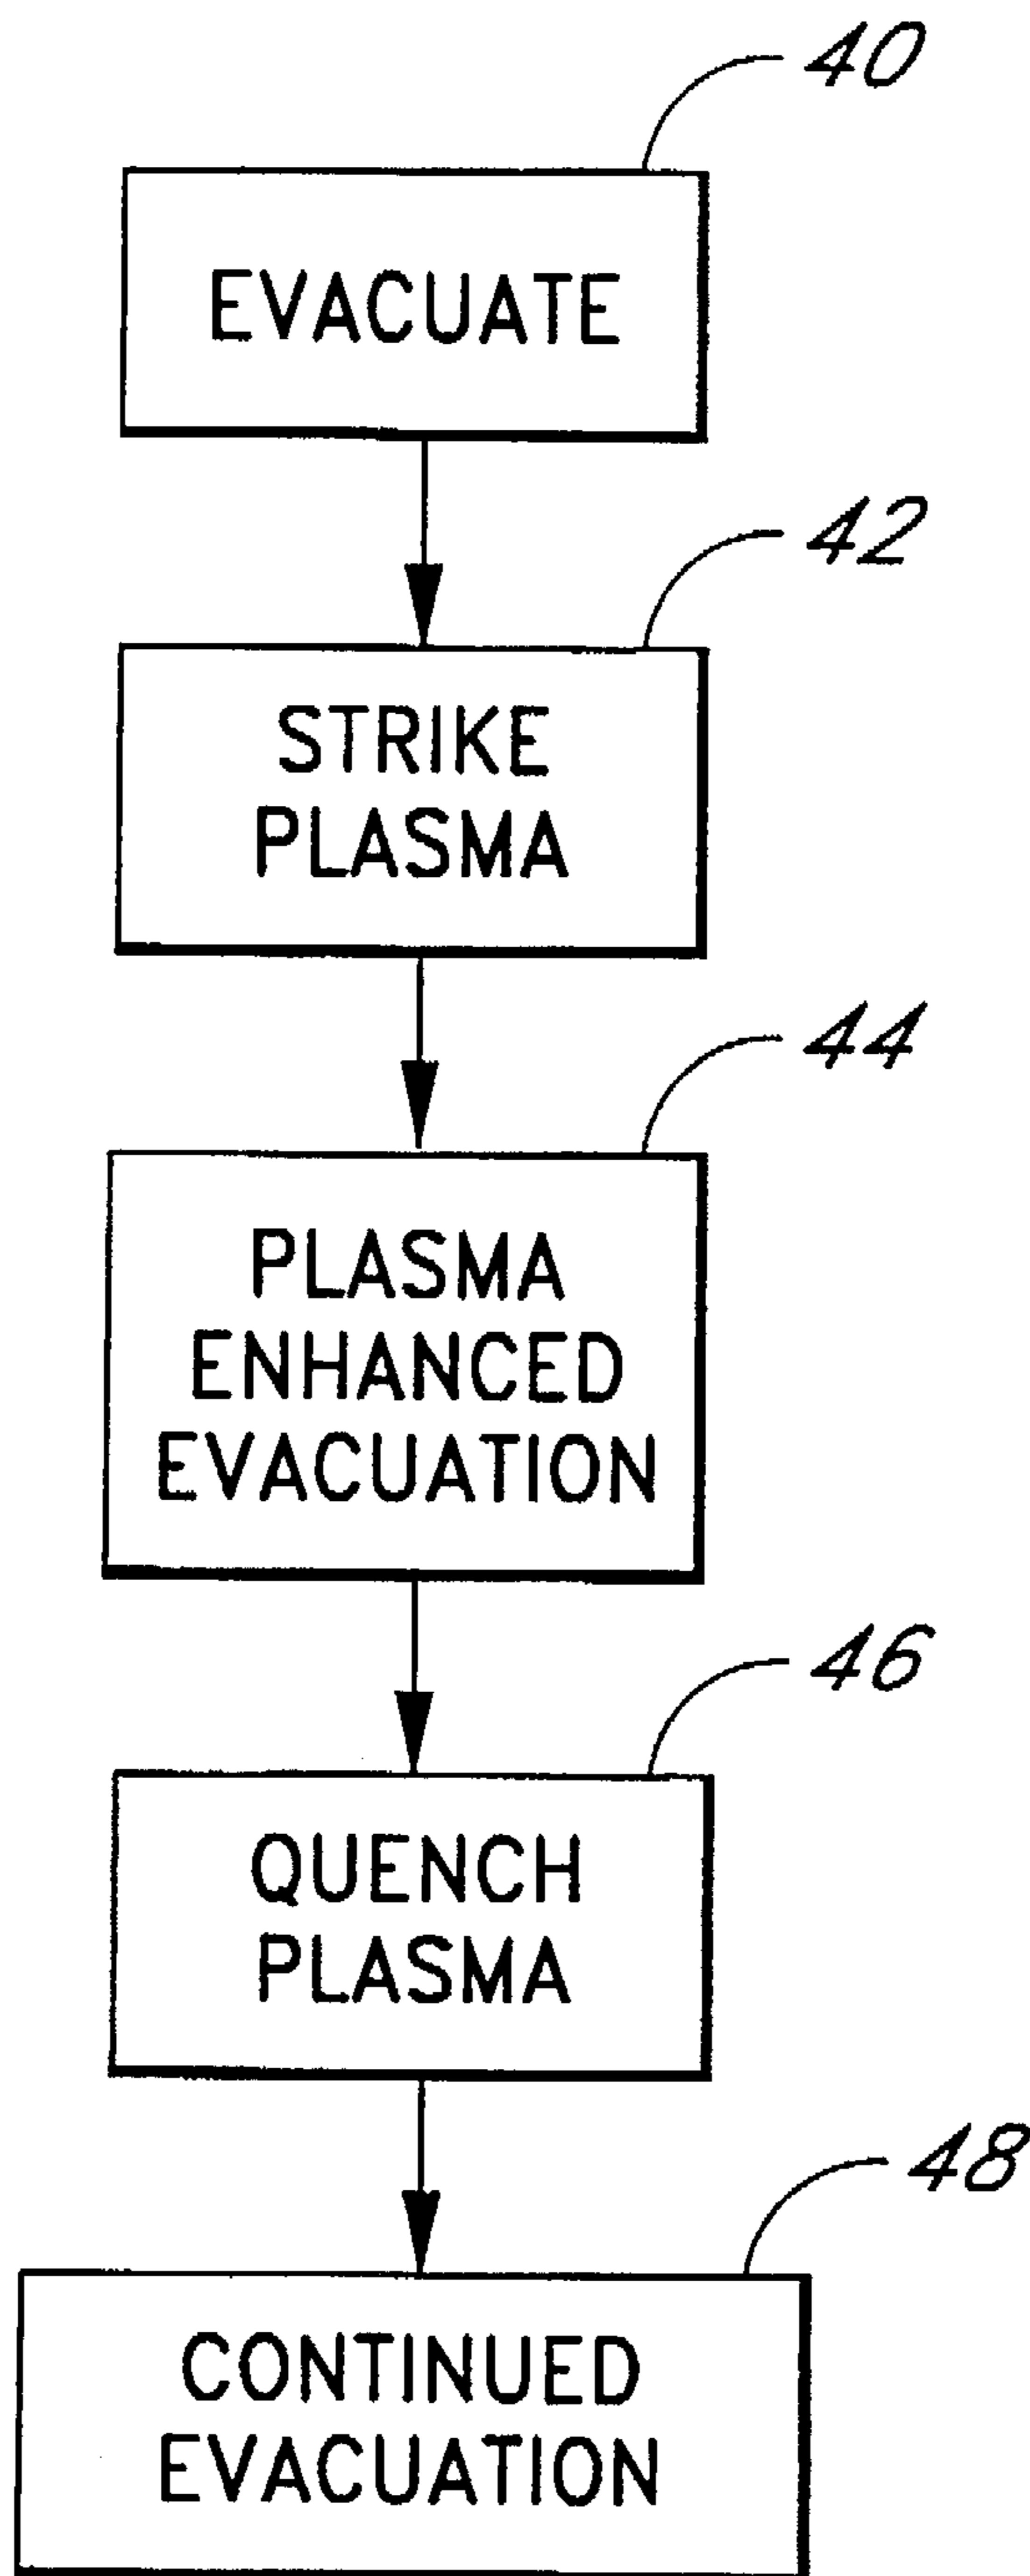 40
EVACUATE
42
STRIKE
PLASMA
44
PLASMA
ENHANCED
EVACUATION
46
QUENCH
PLASMA
48
CONTINUED
EVACUATION